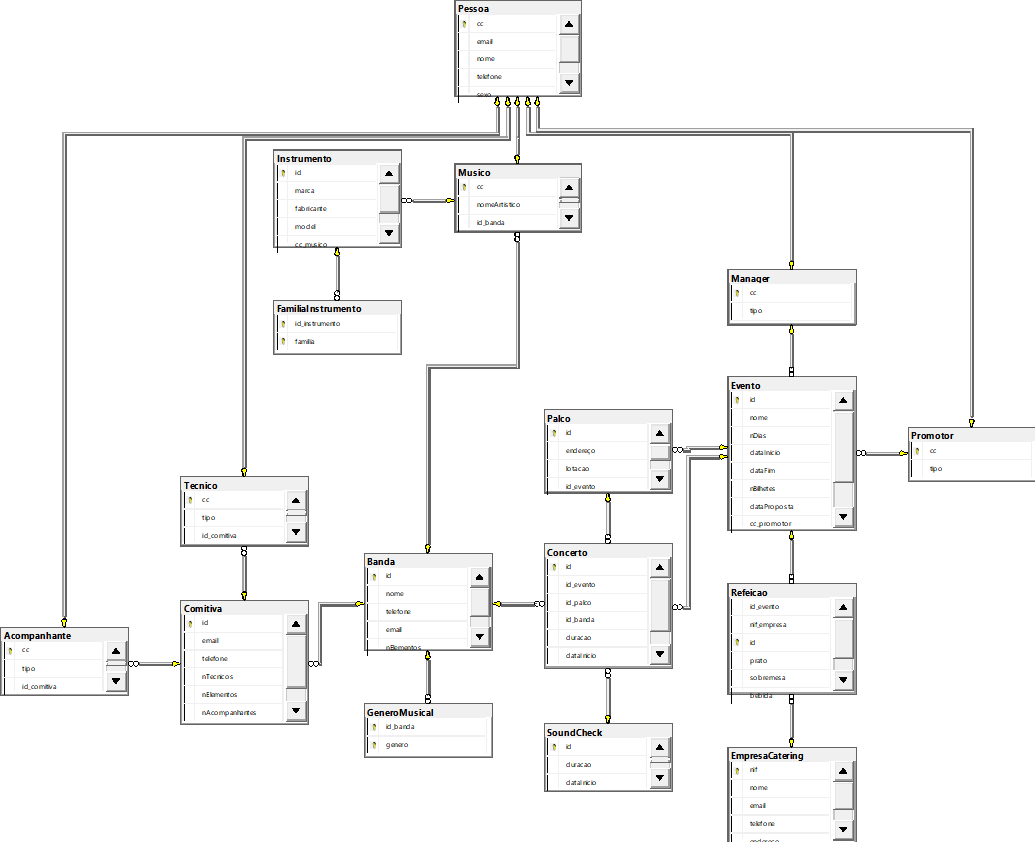 Pessoa
cc
email
nome
telefone
sexo
Instrumento
id
marca
fabricante
model
cc_musico
Musico
cc
nomeArtistico
id_banda
FamiliaInstrumento
id_instrumento
familia
Manager
cc
tipo
Evento
id
nome
nDias
dataInicio
dataFim
nBilhetes
dataProposta
cc_promotor
Palco
id
endereço
lotacao
id_evento
Promotor
cc
tipo
Tecnico
cc
tipo
id_comitiva
Banda
id
nome
telefone
email
nElementos
Concerto
id
id_evento
id_palco
id_banda
duracao
dataInicio
Refeicao
id_evento
nif_empresa
id
prato
sobremesa
bebida
Comitiva
id
email
telefone
nTecnicos
nElementos
nAcompanhantes
Acompanhante
cc
tipo
id_comitiva
GeneroMusical
id_banda
genero
SoundCheck
id
duracao
dataInicio
EmpresaCatering
nif
nome
email
telefone
endereco